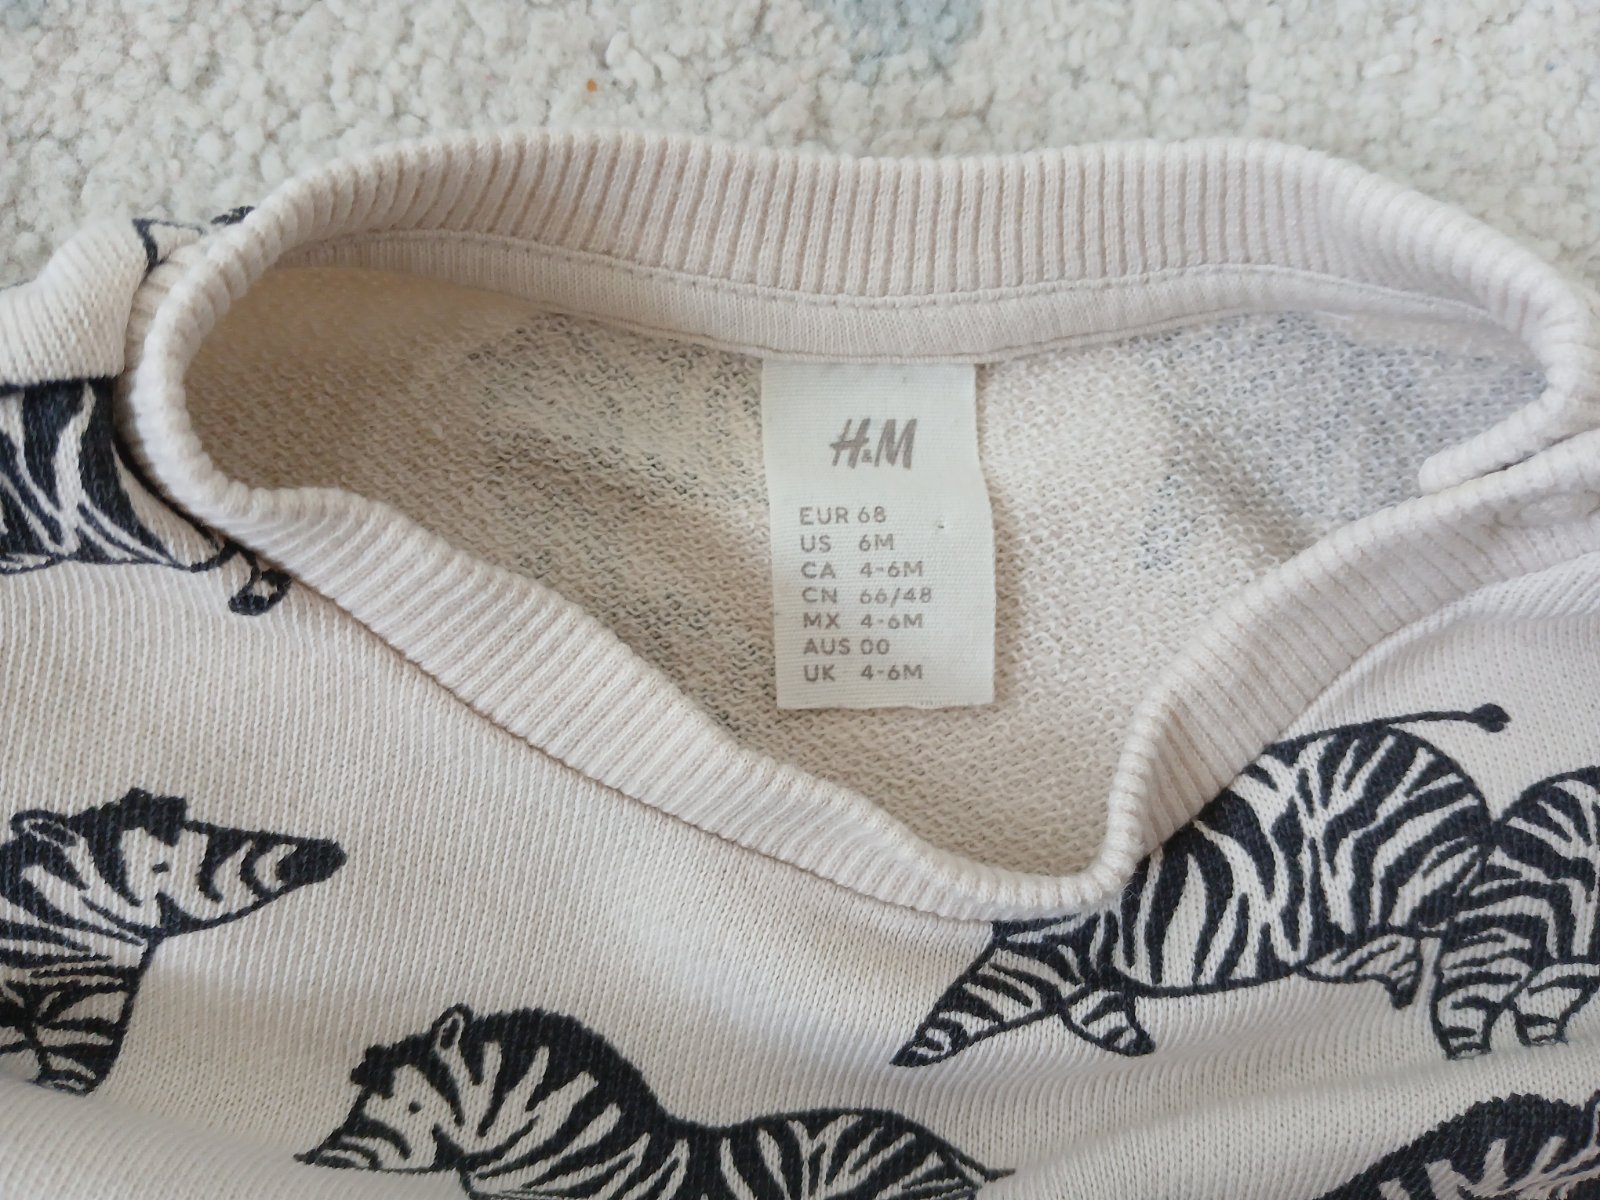 H&M
EUR 68
US 6M
CA 4-6M
CN 66/48
MX 4-6M
AUS 00
UK 4-6M